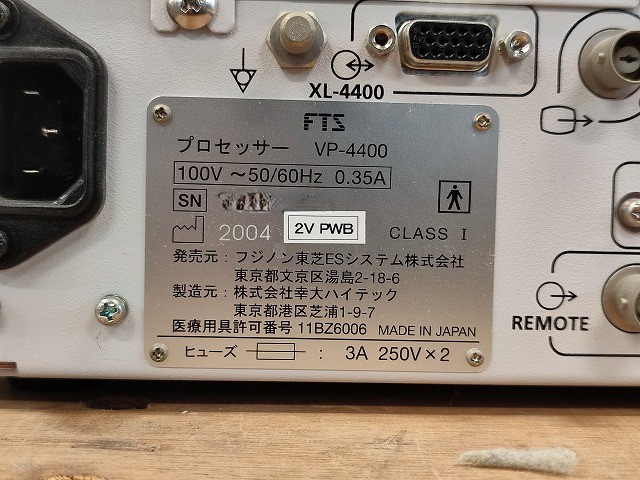 XL-4400
FTS
プロセッサー VP-4400
100V ～50/60Hz 0.35A
SN
2004 2V PWB CLASS I
発売元：フジノン東芝ESシステム株式会社
東京都文京区湯島2-18-6
製造元：株式会社幸大ハイテック
東京都港区芝浦1-9-7
医療用具許可番号 11BZ6006 MADE IN JAPAN
ヒューズ : 3A 250V×2
REMOTE